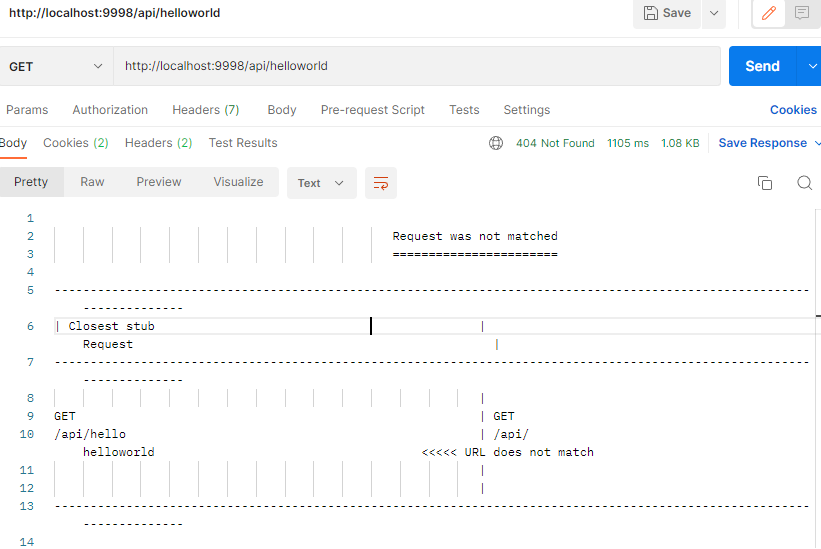 http://localhost:9998/api/helloworld Save
GET http://localhost:9998/api/helloworld Send
Params Authorization Headers (7) Body Pre-request Script Tests Settings Cookies
Body Cookies (2) Headers (2) Test Results 404 Not Found 1105 ms 1.08 KB Save Response
Pretty Raw Preview Visualize Text
1
2 Request was not matched
3 =======================
4
5 ---------------------------------------------------------------------------------------------------------
--------------
6 | Closest stub |
Request |
7 ---------------------------------------------------------------------------------------------------------
--------------
8 |
9 GET | GET
10 /api/hello | /api/
helloworld <<<<< URL does not match
11 |
12 |
13 ---------------------------------------------------------------------------------------------------------
--------------
14